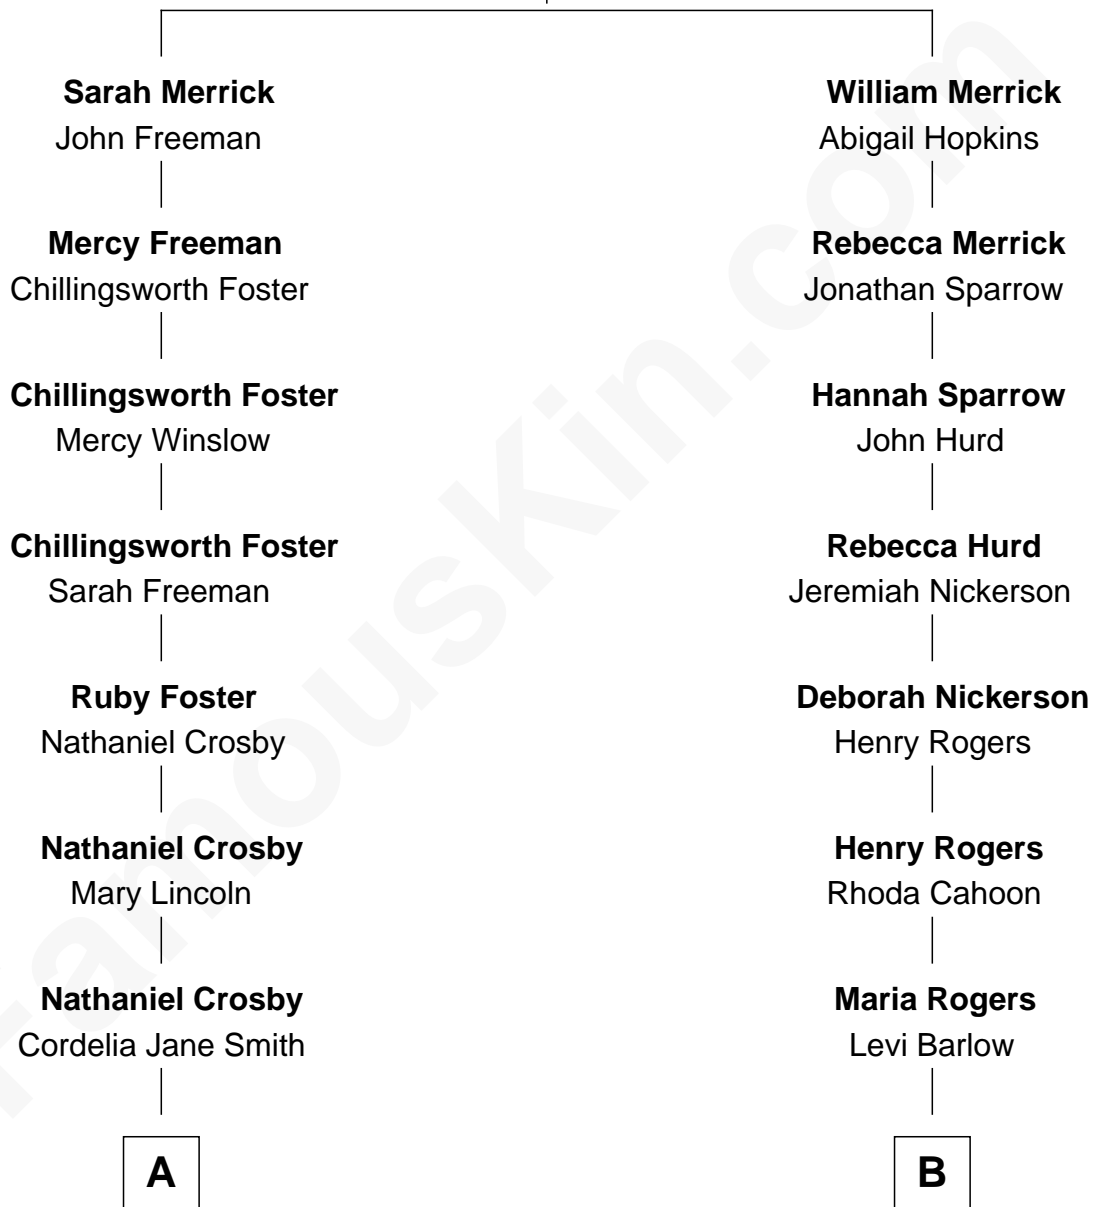 Sarah Merrick
John Freeman
Mercy Freeman
Chillingsworth Foster
Chillingsworth Foster
Mercy Winslow
Chillingsworth Foster
Sarah Freeman
Ruby Foster
Nathaniel Crosby
Nathaniel Crosby
Mary Lincoln
Nathaniel Crosby
Cordelia Jane Smith
A
William Merrick
Abigail Hopkins
Rebecca Merrick
Jonathan Sparrow
Hannah Sparrow
John Hurd
Rebecca Hurd
Jeremiah Nickerson
Deborah Nickerson
Henry Rogers
Henry Rogers
Rhoda Cahoon
Maria Rogers
Levi Barlow
B
FamousKin.com